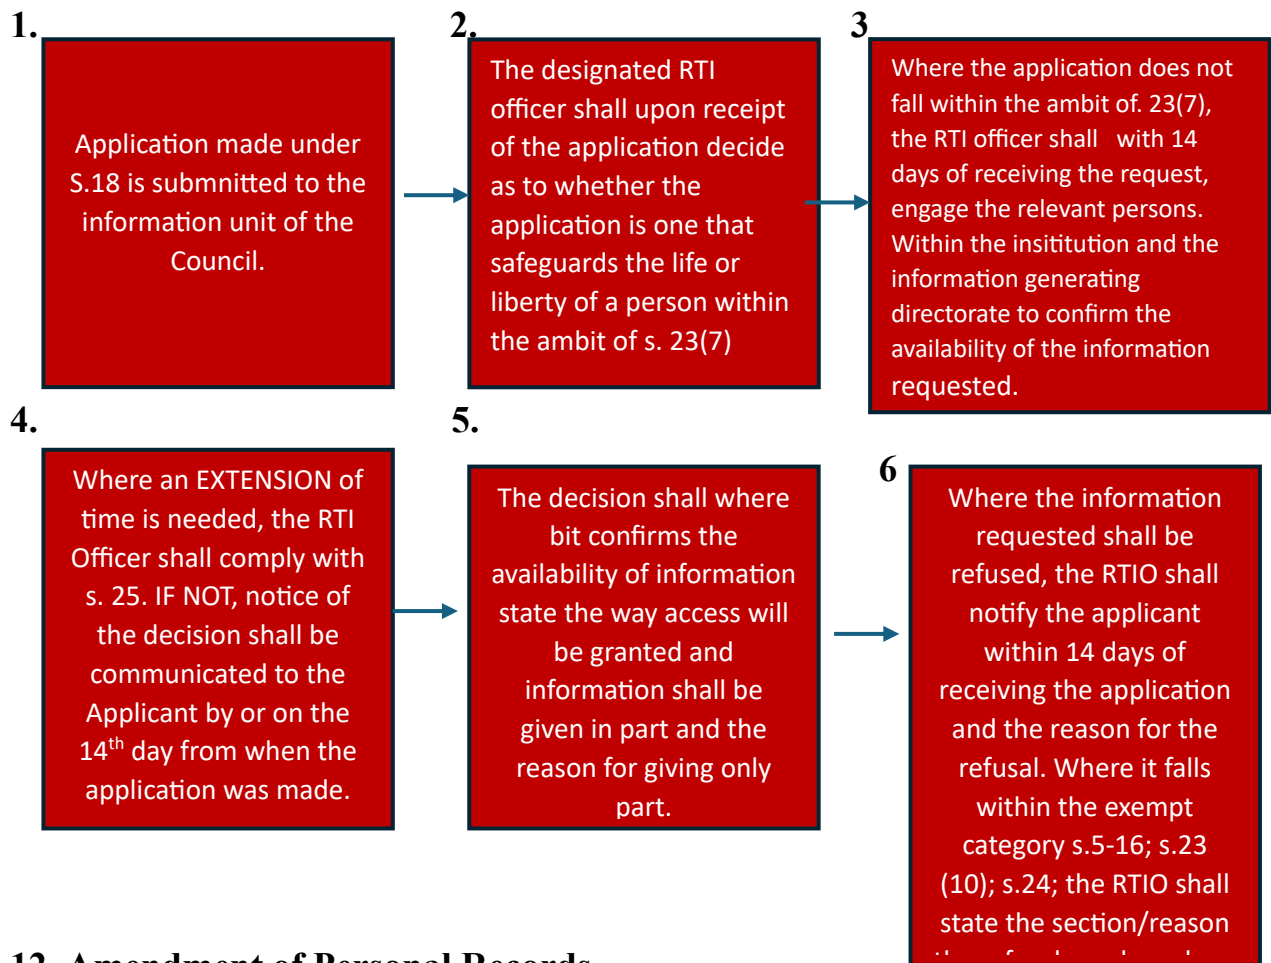 1.
Application made under
S.18 is submnitted to the
information unit of the
Council.
2.
The designated RTI
officer shall upon receipt
of the application decide
as to whether the
application is one that
safeguards the life or
liberty of a person within
the ambit of s. 23(7)
3
Where the application does not
fall within the ambit of. 23(7),
the RTI officer shall with 14
days of receiving the request,
engage the relevant persons.
Within the insititution and the
information generating
directorate to confirm the
availability of the information
requested.
4.
Where an EXTENSION of
time is needed, the RTI
Officer shall comply with
s. 25. IF NOT, notice of
the decision shall be
communicated to the
Applicant by or on the
14th day from when the
application was made.
5.
The decision shall where
bit confirms the
availability of information
state the way access will
be granted and
information shall be
given in part and the
reason for giving only
part.
6
Where the information
requested shall be
refused, the RTIO shall
notify the applicant
within 14 days of
receiving the application
and the reason for the
refusal. Where it falls
within the exempt
category s.5-16; s.23
(10); s.24; the RTIO shall
state the section/reason
12. Amendment of Personal Records